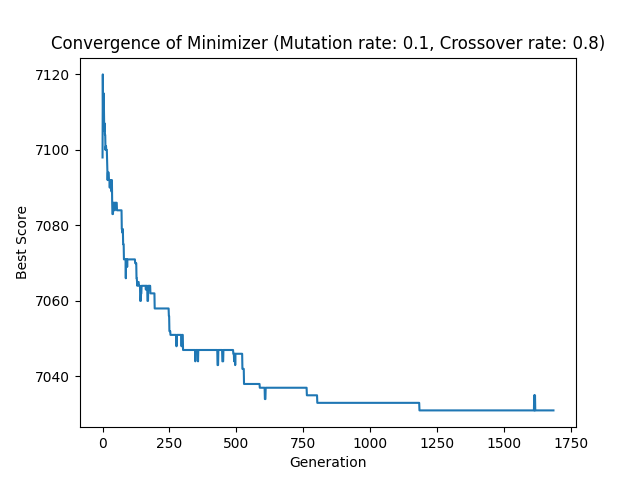 Convergence of Minimizer (Mutation rate: 0.1, Crossover rate: 0.8)
7120
7100
7080
7060
7040
Best Score
0 250 500 750 1000 1250 1500 1750
Generation